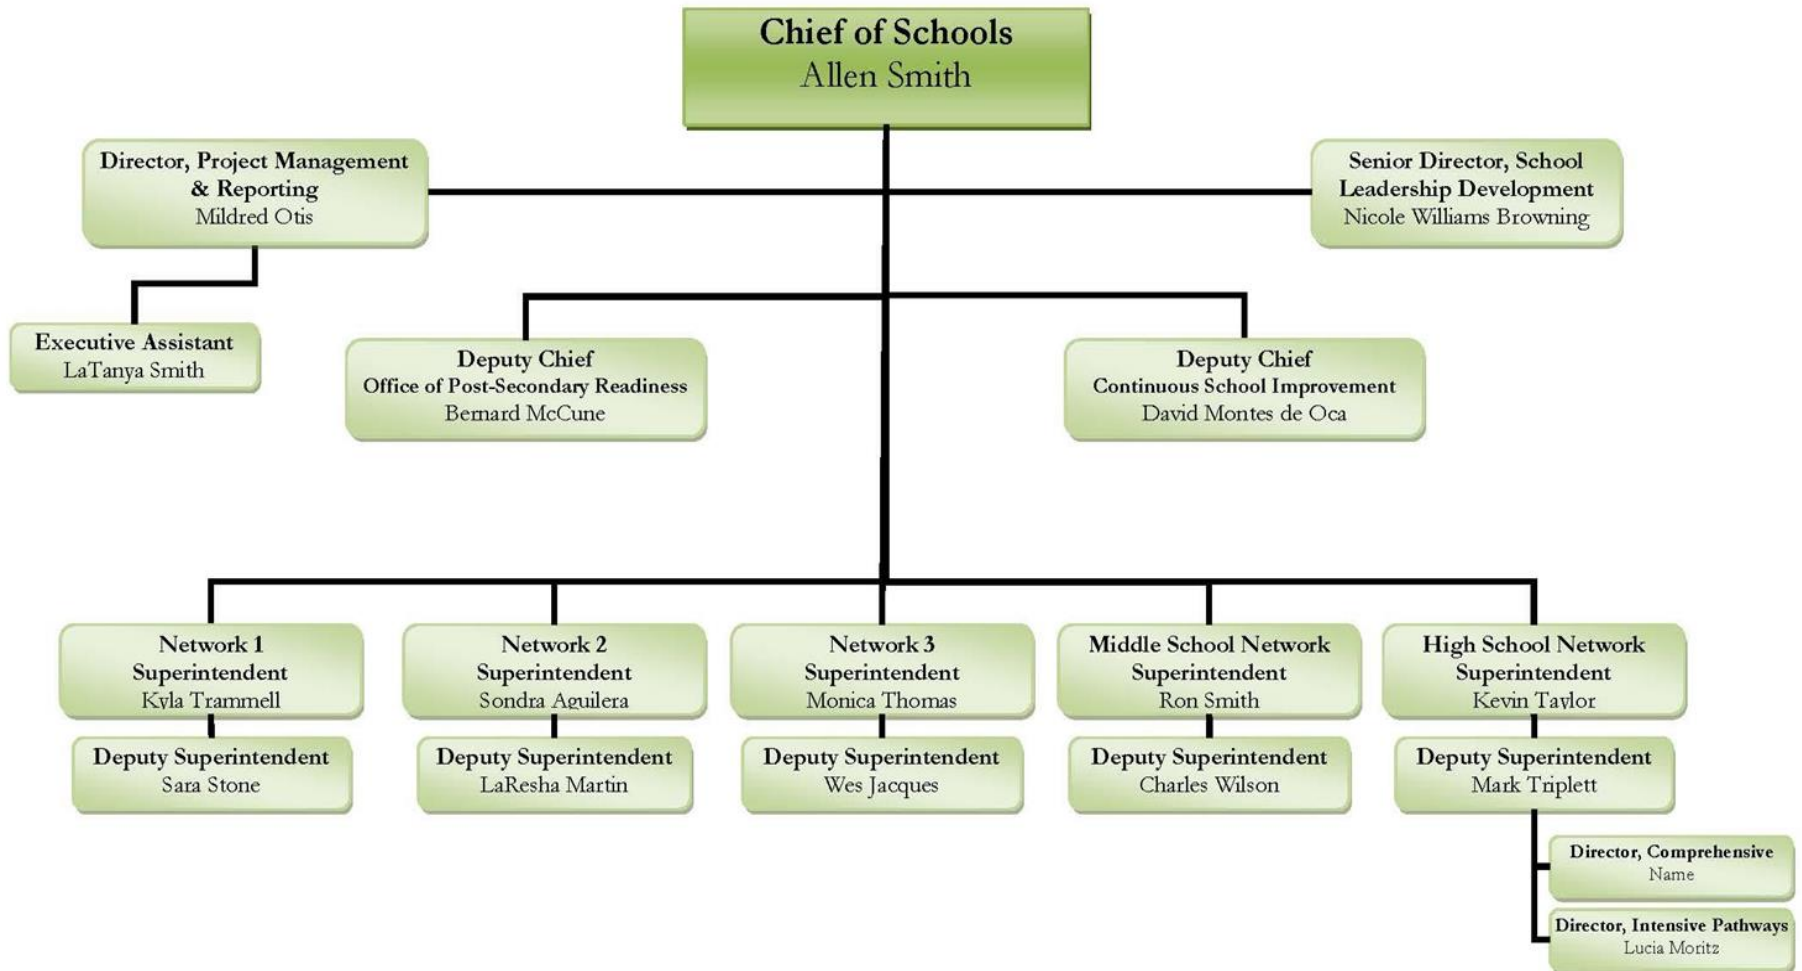 Chief of Schools
Allen Smith
Director, Project Management
& Reporting
Mildred Otis
Senior Director, School
Leadership Development
Nicole Williams Browning
Executive Assistant
LaTanya Smith
Deputy Chief
Office of Post-Secondary Readiness
Bernard McCune
Deputy Chief
Continuous School Improvement
David Montes de Oca
Network 1
Superintendent
Kyla Trammell
Network 2
Superintendent
Sondra Aguilera
Network 3
Superintendent
Monica Thomas
Middle School Network
Superintendent
Ron Smith
High School Network
Superintendent
Kevin Taylor
Deputy Superintendent
Sara Stone
Deputy Superintendent
LaResha Martin
Deputy Superintendent
Wes Jacques
Deputy Superintendent
Charles Wilson
Deputy Superintendent
Mark Triplett
Director, Comprehensive
Name
Director, Intensive Pathways
Lucia Moritz